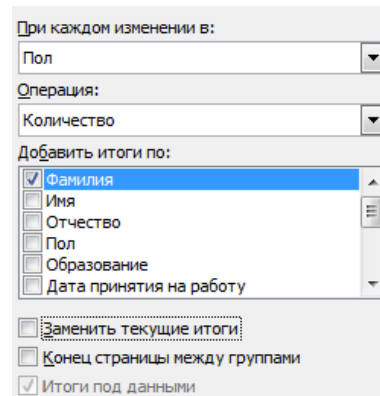 При каждом изменении в:
Пол
Операция:
Количество
Добавить итоги по:
Фамилия
Имя
Отчество
Пол
Образование
Дата принятия на работу
Заменить текущие итоги
Конец страницы между группами
Итоги под данными